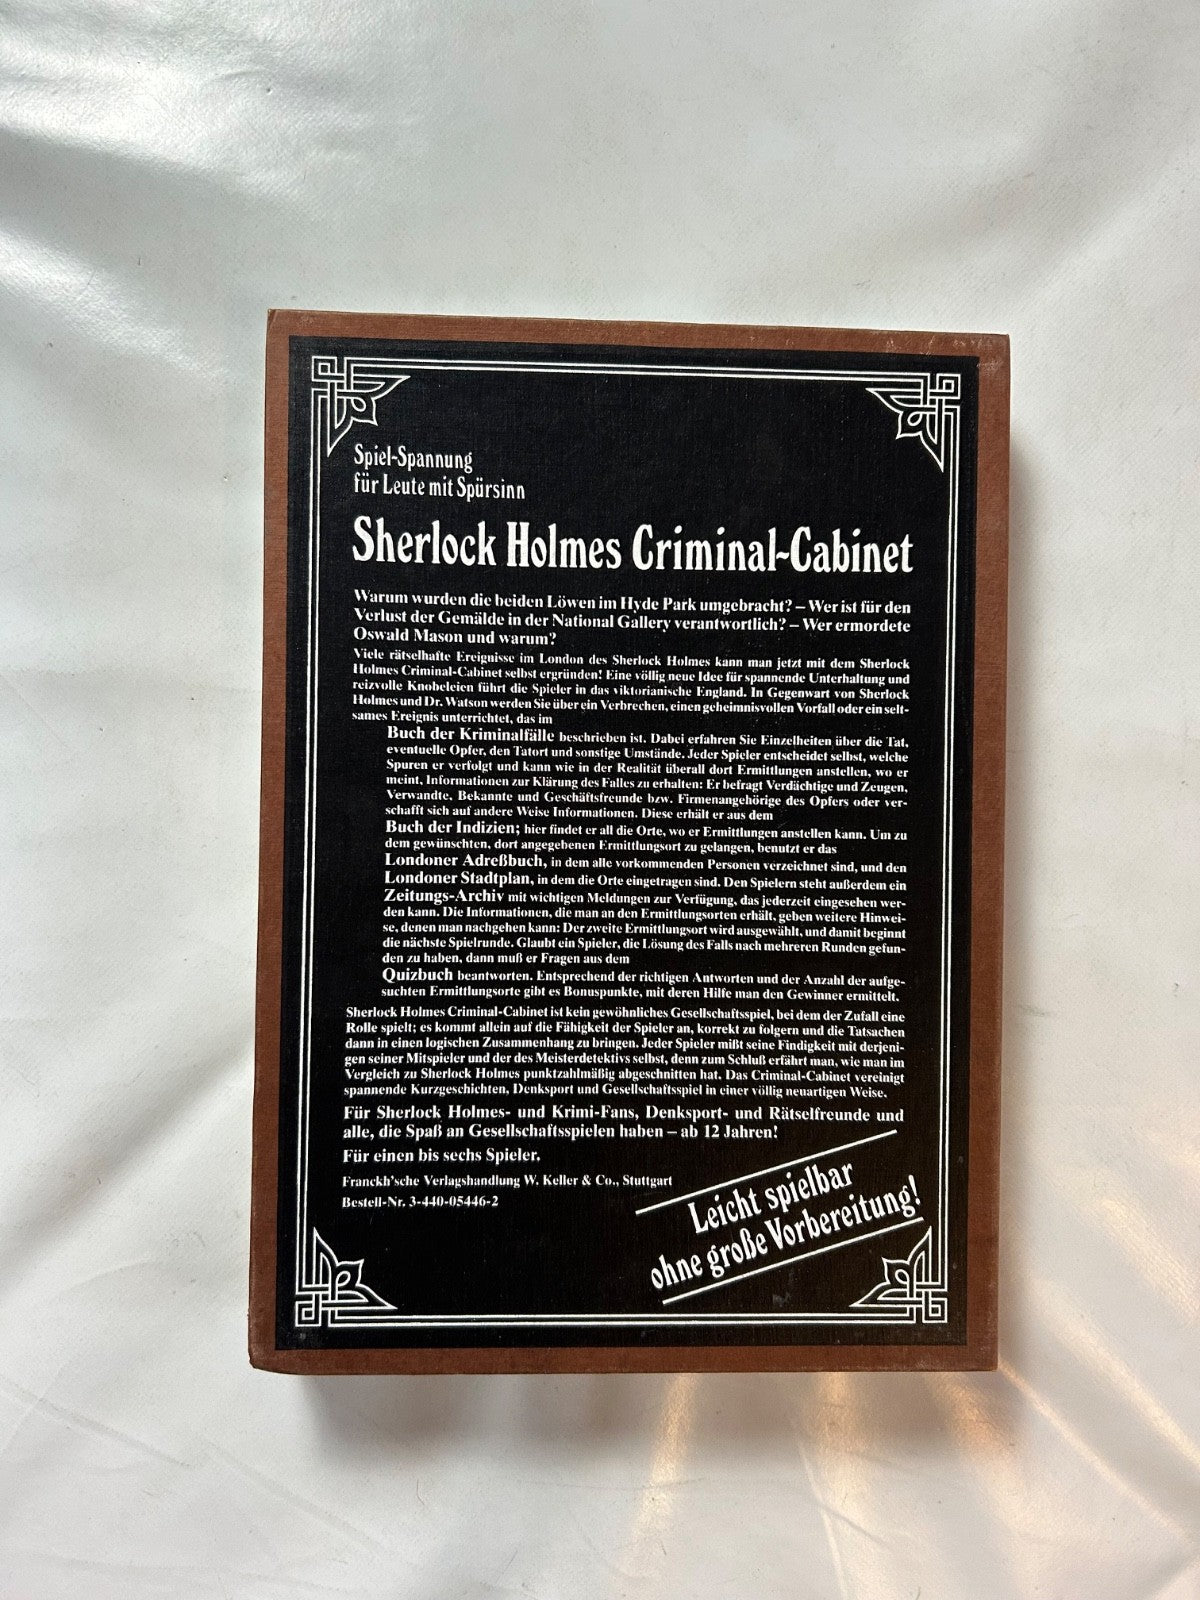 Spiel-Spannung
für Leute mit Spürsinn
Sherlock Holmes Criminal-Cabinet
Warum wurden die beiden Löwen im Hyde Park umgebracht? – Wer ist für den
Verlust der Gemälde in der National Gallery verantwortlich? – Wer ermordete
Oswald Mason und warum?
Viele rätselhafte Ereignisse im London des Sherlock Holmes kann man jetzt mit dem Sherlock
Holmes Criminal-Cabinet selbst ergründen! Eine völlig neue Idee für spannende Unterhaltung und
reizvolle Knobeleien führt die Spieler in das viktorianische England. In Gegenwart von Sherlock
Holmes und Dr. Watson werden Sie über ein Verbrechen, einen geheimnisvollen Vorfall oder ein selt-
sames Ereignis unterrichtet, das im
Buch der Kriminalfälle beschrieben ist. Dabei erfahren Sie Einzelheiten über die Tat,
eventuelle Opfer, den Tatort und sonstige Umstände. Jeder Spieler entscheidet selbst, welche
Spuren er verfolgt und kann wie in der Realität überall dort Ermittlungen anstellen, wo er
meint, Informationen zur Klärung des Falles zu erhalten: Er befragt Verdächtige und Zeugen,
Verwandte, Bekannte und Geschäftsfreunde bzw. Firmenangehörige des Opfers oder ver-
schafft sich auf andere Weise Informationen. Diese erhält er aus dem
Buch der Indizien; hier findet er all die Orte, wo er Ermittlungen anstellen kann. Um zu
dem gewünschten, dort angegebenen Ermittlungsort zu gelangen, benutzt er das
Londoner Adreßbuch, in dem alle vorkommenden Personen verzeichnet sind, und den
Londoner Stadtplan, in dem die Orte eingetragen sind. Den Spielern steht außerdem ein
Zeitungs-Archiv mit wichtigen Meldungen zur Verfügung, das jederzeit eingesehen wer-
den kann. Die Informationen, die man an den Ermittlungsorten erhält, geben weitere Hinwei-
se, denen man nachgehen kann: Der zweite Ermittlungsort wird ausgewählt, und damit beginnt
die nächste Spielrunde. Glaubt ein Spieler, die Lösung des Falls nach mehreren Runden gefun-
den zu haben, dann muß er Fragen aus dem
Quizbuch beantworten. Entsprechend der richtigen Antworten und der Anzahl der aufge-
suchten Ermittlungsorte gibt es Bonuspunkte, mit deren Hilfe man den Gewinner ermittelt.
Sherlock Holmes Criminal-Cabinet ist kein gewöhnliches Gesellschaftsspiel, bei dem der Zufall eine
Rolle spielt; es kommt allein auf die Fähigkeit der Spieler an, korrekt zu folgern und die Tatsachen
dann in einen logischen Zusammenhang zu bringen. Jeder Spieler mißt seine Findigkeit mit derjeni-
gen seiner Mitspieler und der des Meisterdetektivs selbst, denn zum Schluß erfährt man, wie man im
Vergleich zu Sherlock Holmes punktzahlmäßig abgeschnitten hat. Das Criminal-Cabinet vereinigt
spannende Kurzgeschichten, Denksport und Gesellschaftsspiel in einer völlig neuartigen Weise.
Für Sherlock Holmes- und Krimi-Fans, Denksport- und Rätselfreunde und
alle, die Spaß an Gesellschaftsspielen haben – ab 12 Jahren!
Für einen bis sechs Spieler.
Franckh'sche Verlagshandlung W. Keller & Co., Stuttgart
Bestell-Nr. 3-440-05446-2
Leicht spielbar
ohne große Vorbereitung!